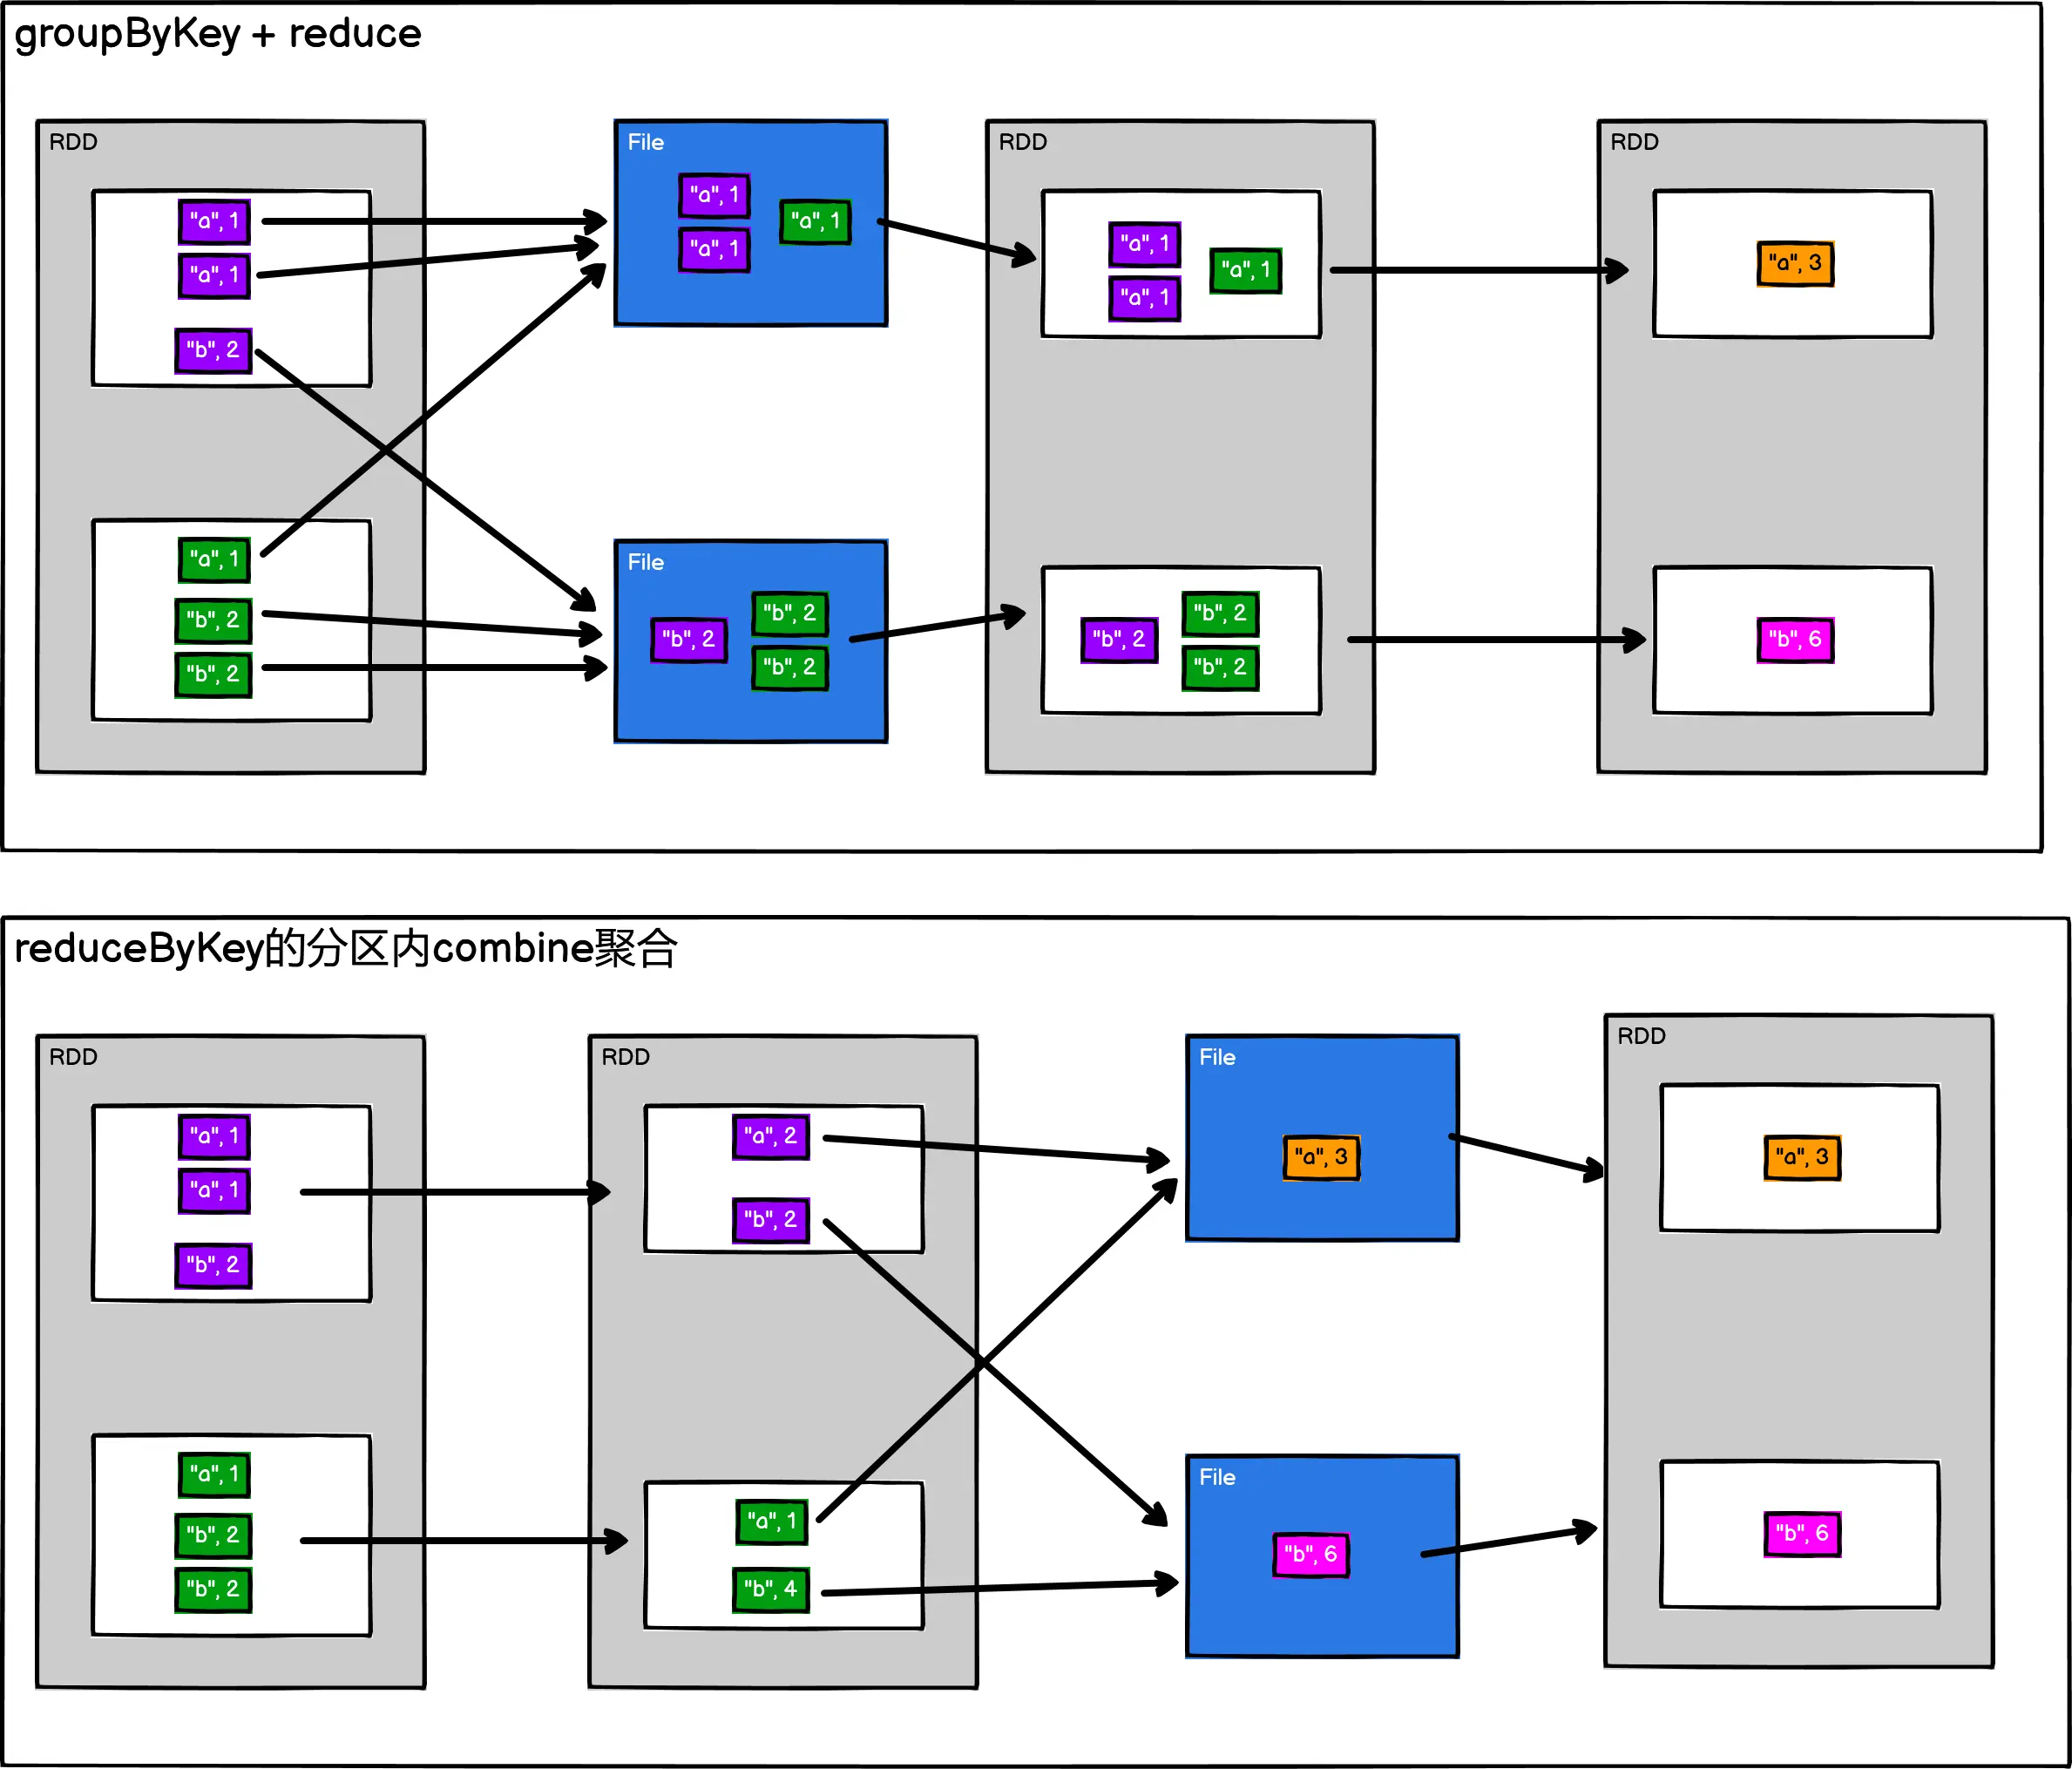 groupByKey + reduce
RDD
"a", 1
"a", 1
"b", 2
"a", 1
"b", 2
"b", 2
File
"a", 1
"a", 1
"a", 1
File
"b", 2
"b", 2
"b", 2
RDD
"a", 1
"a", 1
"a", 1
"b", 2
"b", 2
"b", 2
RDD
"a", 3
"b", 6
reduceByKey的分区内combine聚合
RDD
"a", 1
"a", 1
"b", 2
"a", 1
"b", 2
"b", 2
RDD
"a", 2
"b", 2
"a", 1
"b", 4
File
"a", 3
File
"b", 6
RDD
"a", 3
"b", 6